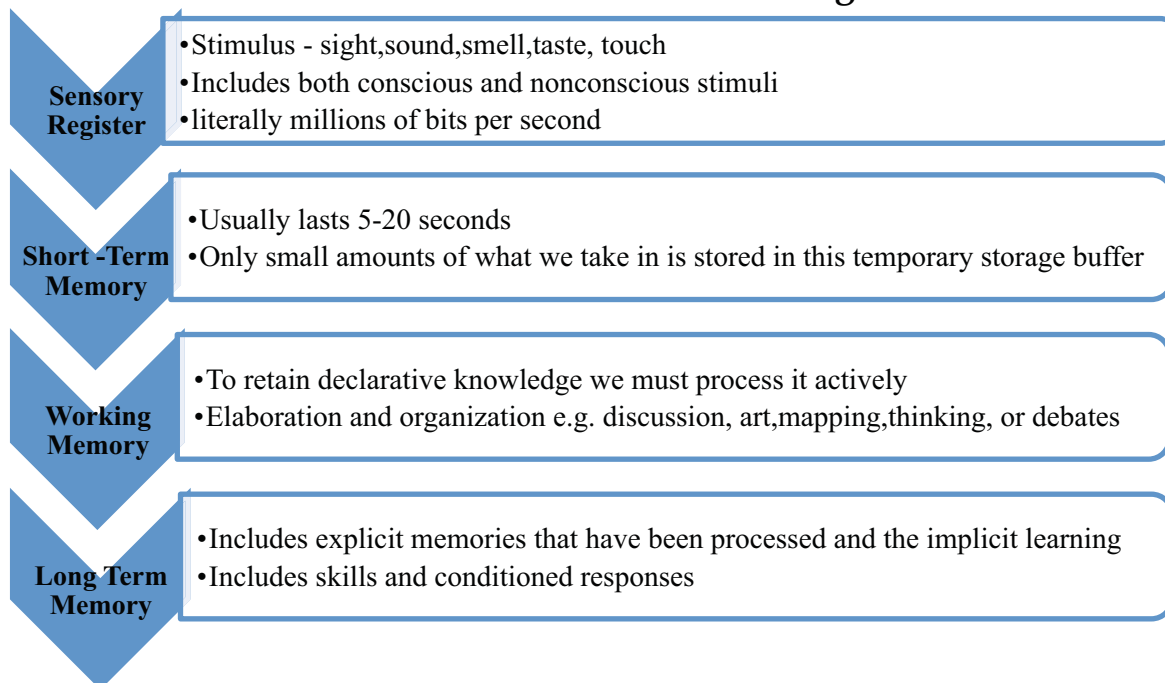 Sensory
Register
•Stimulus - sight,sound,smell,taste, touch
•Includes both conscious and nonconscious stimuli
•literally millions of bits per second
Short -Term
Memory
•Usually lasts 5-20 seconds
•Only small amounts of what we take in is stored in this temporary storage buffer
Working
Memory
•To retain declarative knowledge we must process it actively
•Elaboration and organization e.g. discussion, art,mapping,thinking, or debates
Long Term
Memory
•Includes explicit memories that have been processed and the implicit learning
•Includes skills and conditioned responses